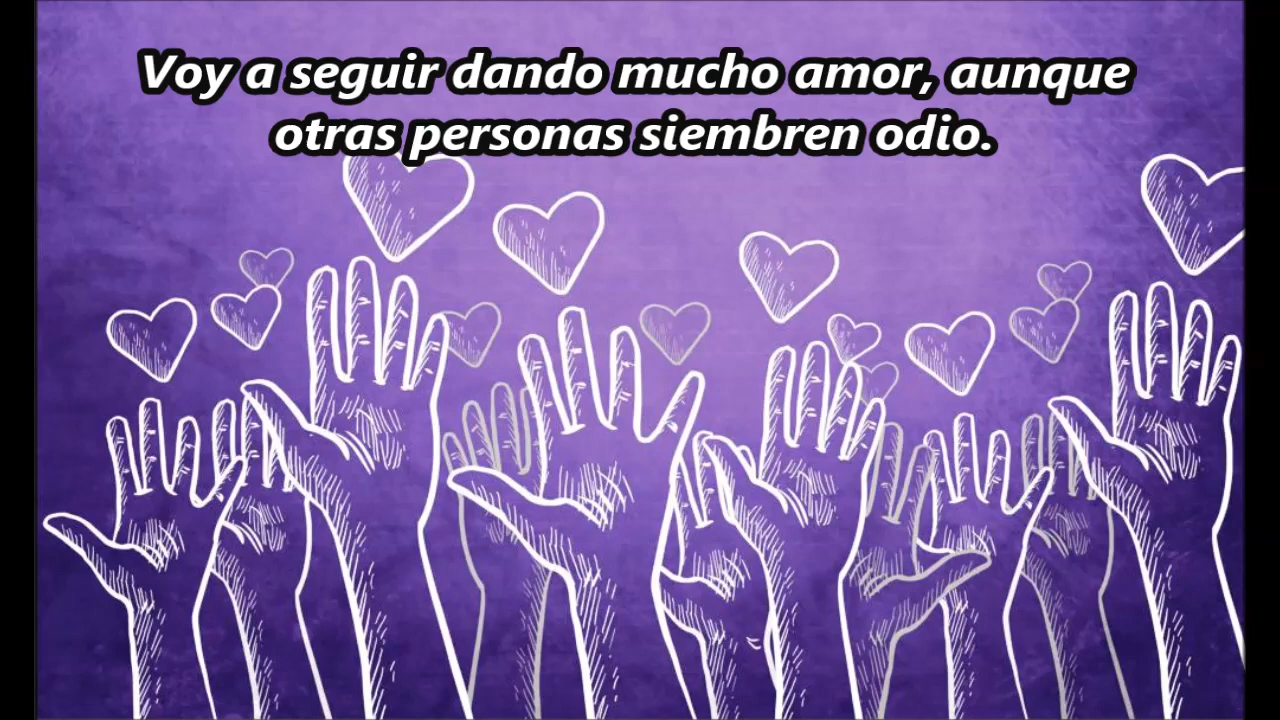 Voy a seguir dando mucho amor, aunque
otras personas siembren odio.